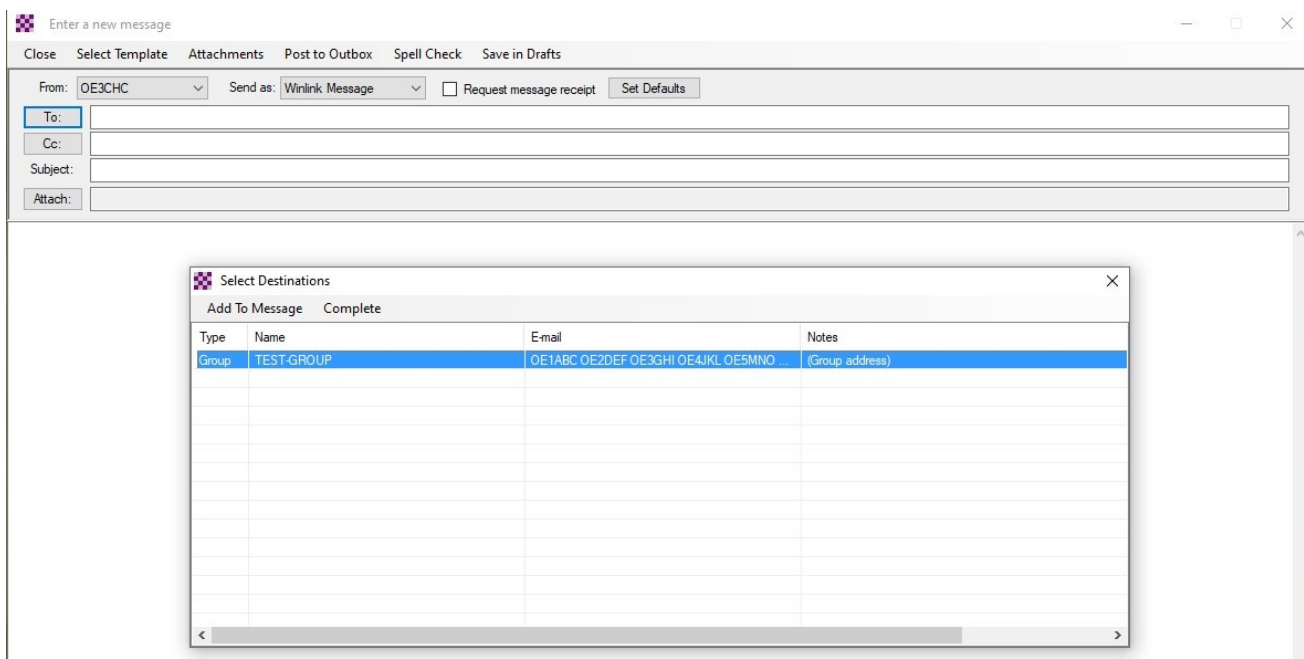 Enter a new message
Close Select Template Attachments Post to Outbox Spell Check Save in Drafts
From: OE3CHC Send as: Winlink Message Request message receipt Set Defaults
To:
Cc:
Subject:
Attach:
Select Destinations
Add To Message Complete
Type Name E-mail Notes
Group TEST-GROUP OE1ABC OE2DEF OE3GHI OE4JKL OE5MNO ... (Group address)